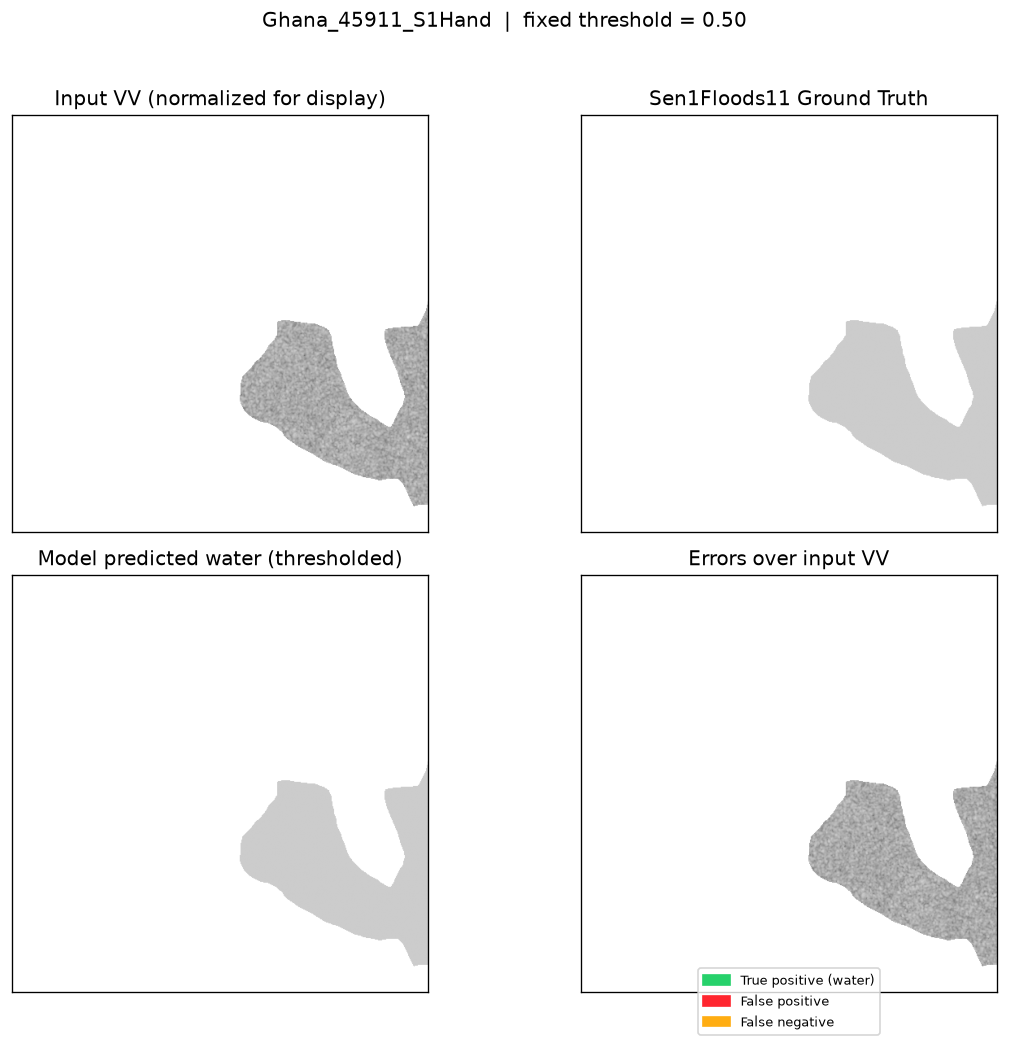 Ghana_45911_S1Hand  |  fixed threshold = 0.50
Input VV (normalized for display)
Sen1Floods11 Ground Truth
Model predicted water (thresholded)
Errors over input VV
True positive (water)
False positive
False negative